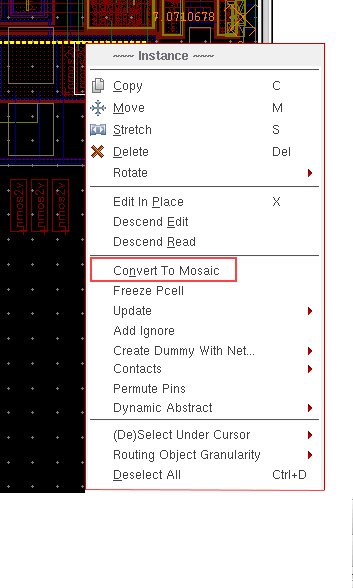 7.0710678
~~~ Instance ~~~
Copy C
Move M
Stretch S
Delete Del
Rotate
Edit In Place X
Descend Edit
Descend Read
Convert To Mosaic
Freeze Pcell
Update
Add Ignore
Create Dummy With Net...
Contacts
Permute Pins
Dynamic Abstract
(De)Select Under Cursor
Routing Object Granularity
Deselect All Ctrl+D
nmos2v
nmos2v
nmos2v